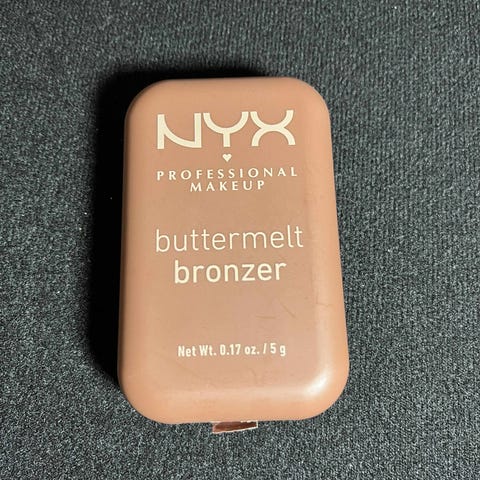 NYX
PROFESSIONAL
MAKEUP
buttermelt
bronzer
Net Wt. 0.17 oz. / 5 g